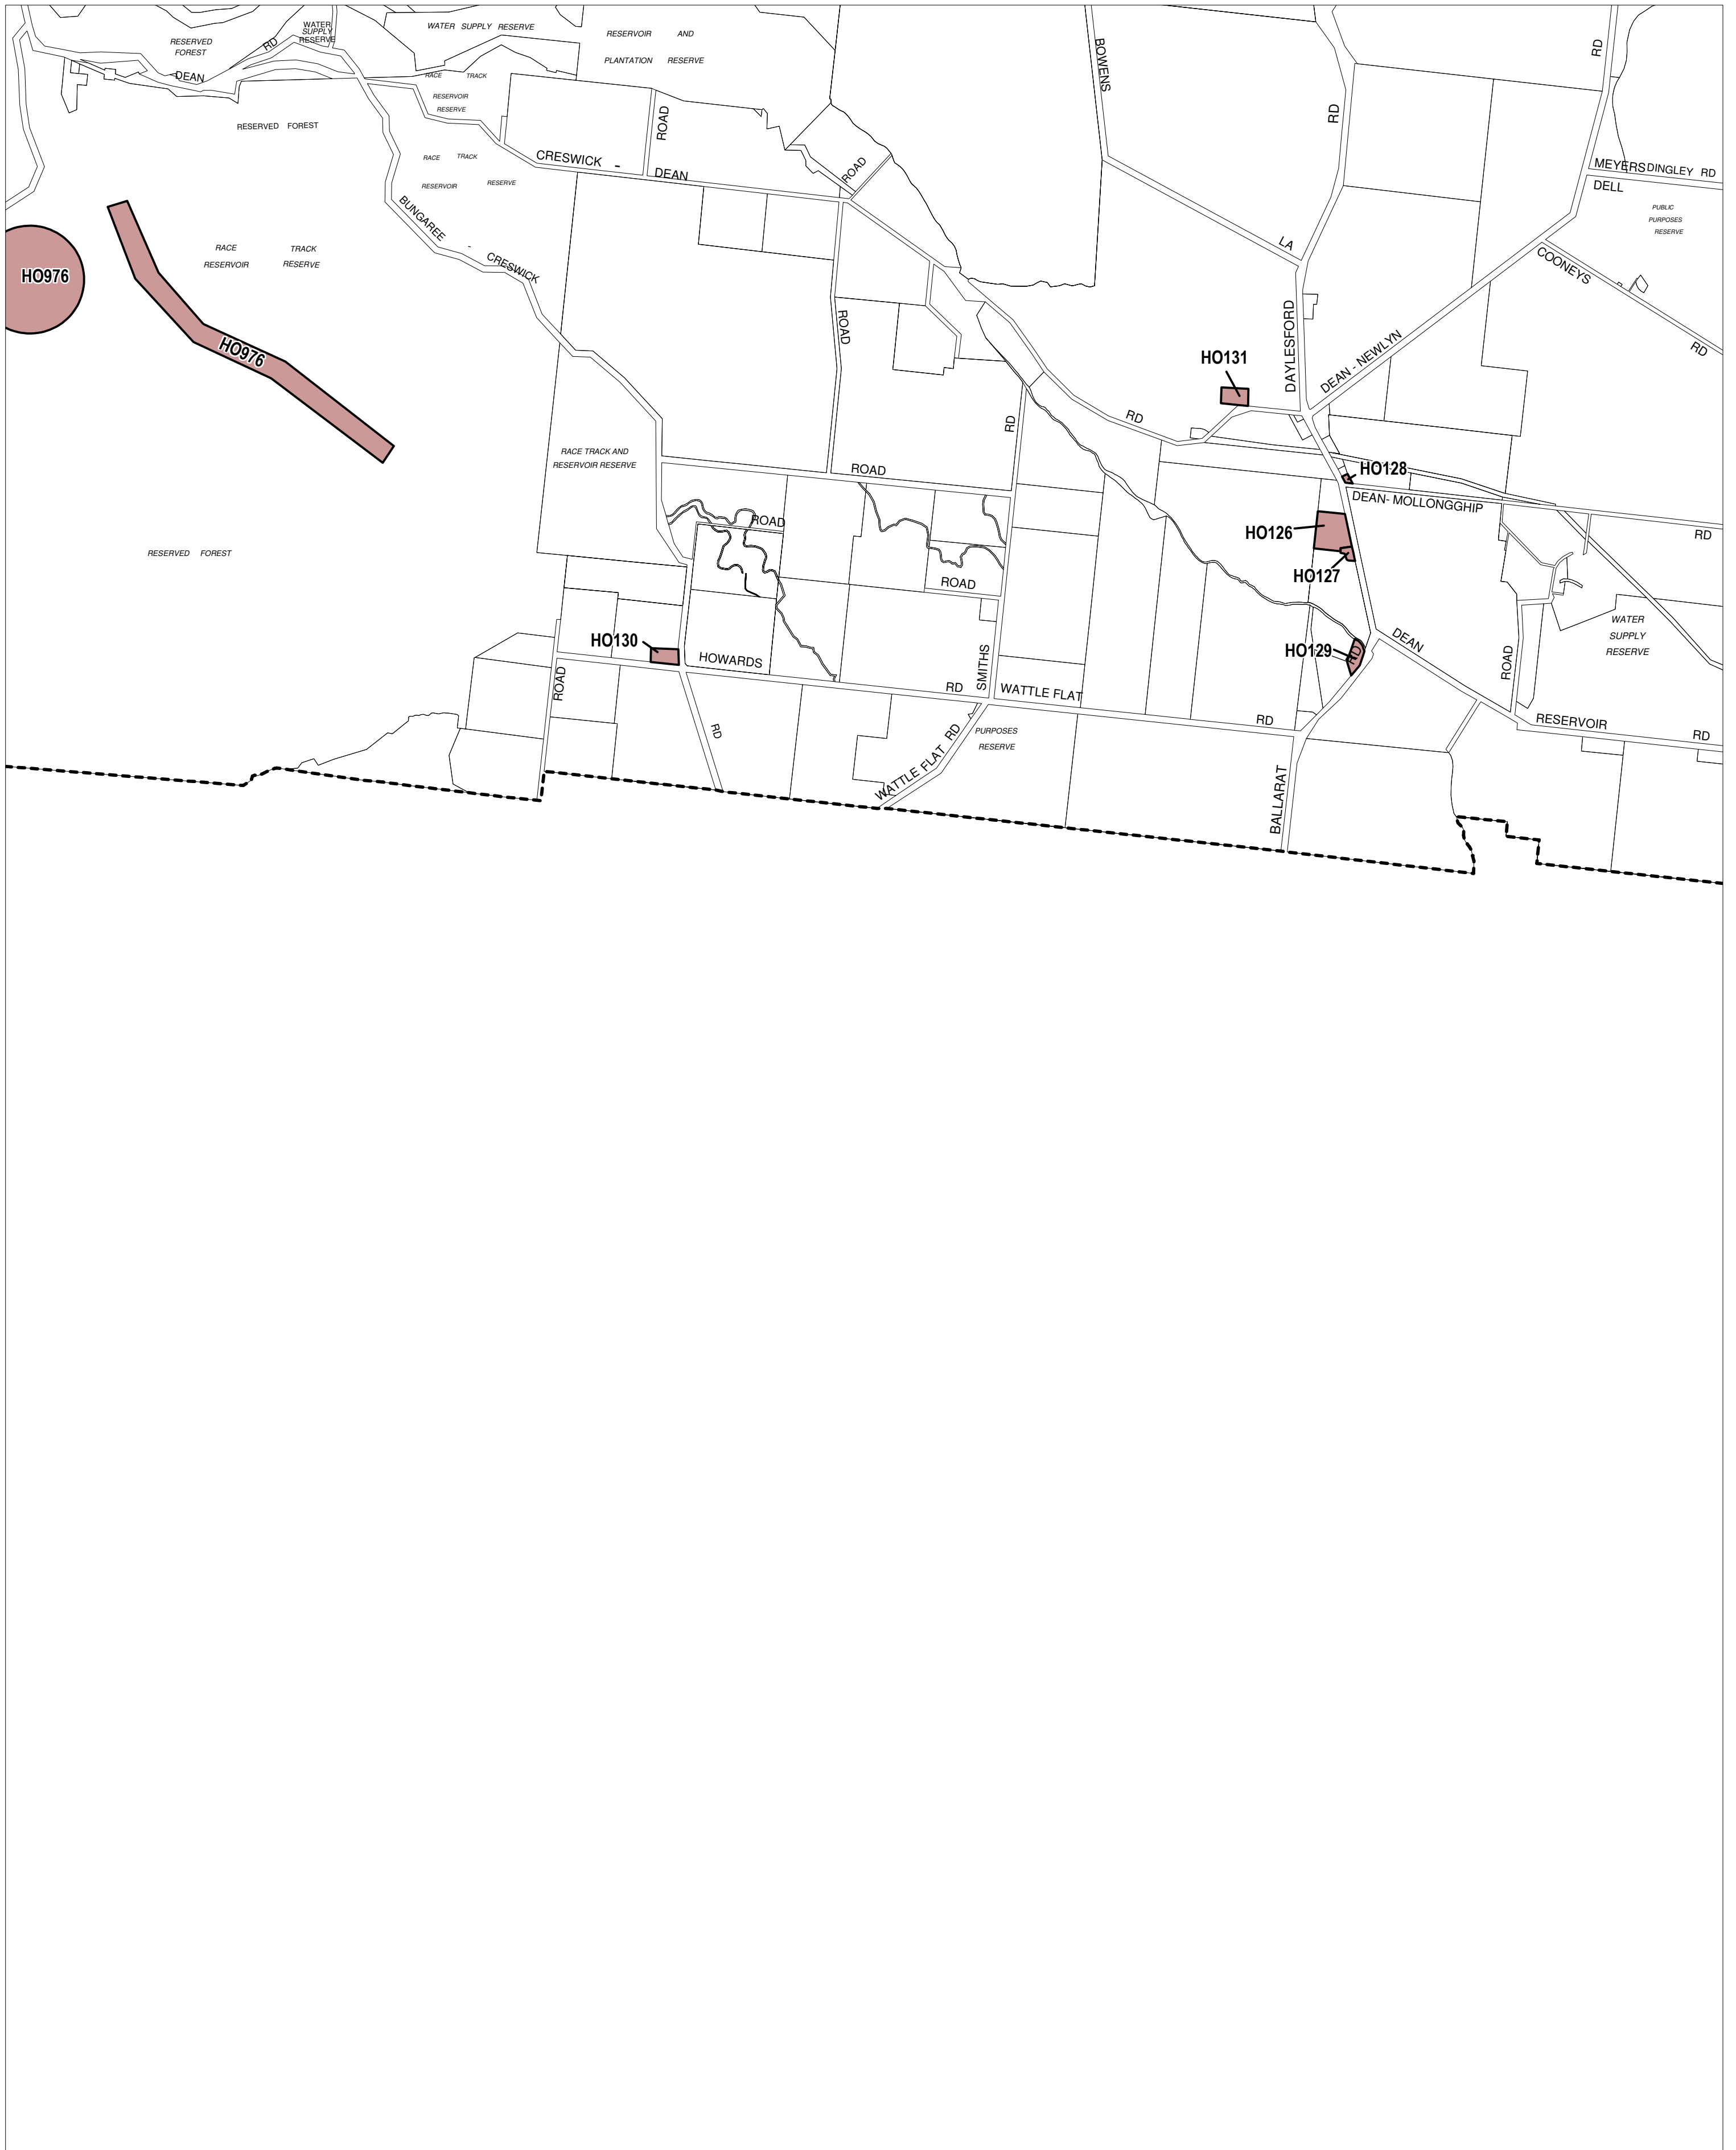 WATER
SUPPLY
RESERVE
WATER SUPPLY RESERVE
RESERVOIR AND
PLANTATION RESERVE
RESERVED
FOREST
RD
DEAN
RACE TRACK
RESERVOIR
RESERVE
RESERVED FOREST
BOWENS
RD
RD
ROAD
CRESWICK -
DEAN
ROAD
RACE TRACK
RESERVOIR RESERVE
MEYERS
DINGLEY RD
DELL
PUBLIC
PURPOSES
RESERVE
BUNGAREE
-
CRESWICK
RACE TRACK
RESERVOIR RESERVE
HO976
HO976
LA
COONEYS
RD
ROAD
DAYLESFORD
DEAN - NEWLYN
HO131
RD
RD
RACE TRACK AND
RESERVOIR RESERVE
ROAD
HO128
DEAN- MOLLONGGHIP
RD
ROAD
HO126
HO127
RESERVED FOREST
ROAD
WATER
SUPPLY
RESERVE
HO130
HOWARDS
HO129
RD
DEAN
ROAD
ROAD
SMITHS
RD
WATTLE FLAT
RD
RESERVOIR
RD
RD
PURPOSES
RESERVE
WATTLE FLAT RD
BALLARAT